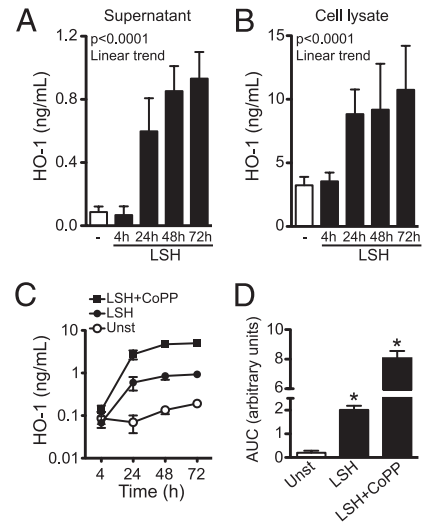 A
Supernatant
p<0.0001
Linear trend
HO-1 (ng/mL)
1.2
0.8
0.4
0.0
- 4h 24h 48h 72h
LSH
B
Cell lysate
p<0.0001
Linear trend
HO-1 (ng/mL)
15
10
5
0
- 4h 24h 48h 72h
LSH
C
LSH+CoPP
LSH
Unst
HO-1 (ng/mL)
10
1
0.1
0.01
4 24 48 72
Time (h)
D
AUC (arbitrary units)
10
8
6
2
1
0
* *
Unst
LSH
LSH+CoPP